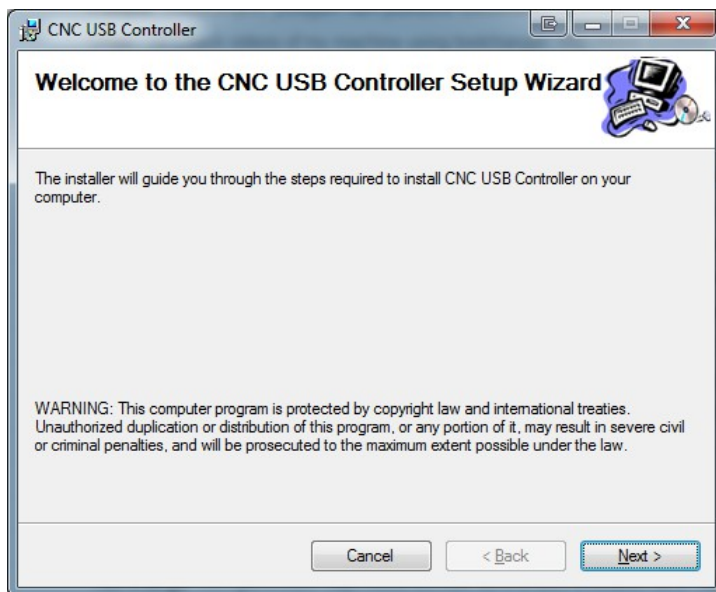 CNC USB Controller
Welcome to the CNC USB Controller Setup Wizard
The installer will guide you through the steps required to install CNC USB Controller on your
computer.
WARNING: This computer program is protected by copyright law and international treaties.
Unauthorized duplication or distribution of this program, or any portion of it, may result in severe civil
or criminal penalties, and will be prosecuted to the maximum extent possible under the law.
Cancel < Back Next >